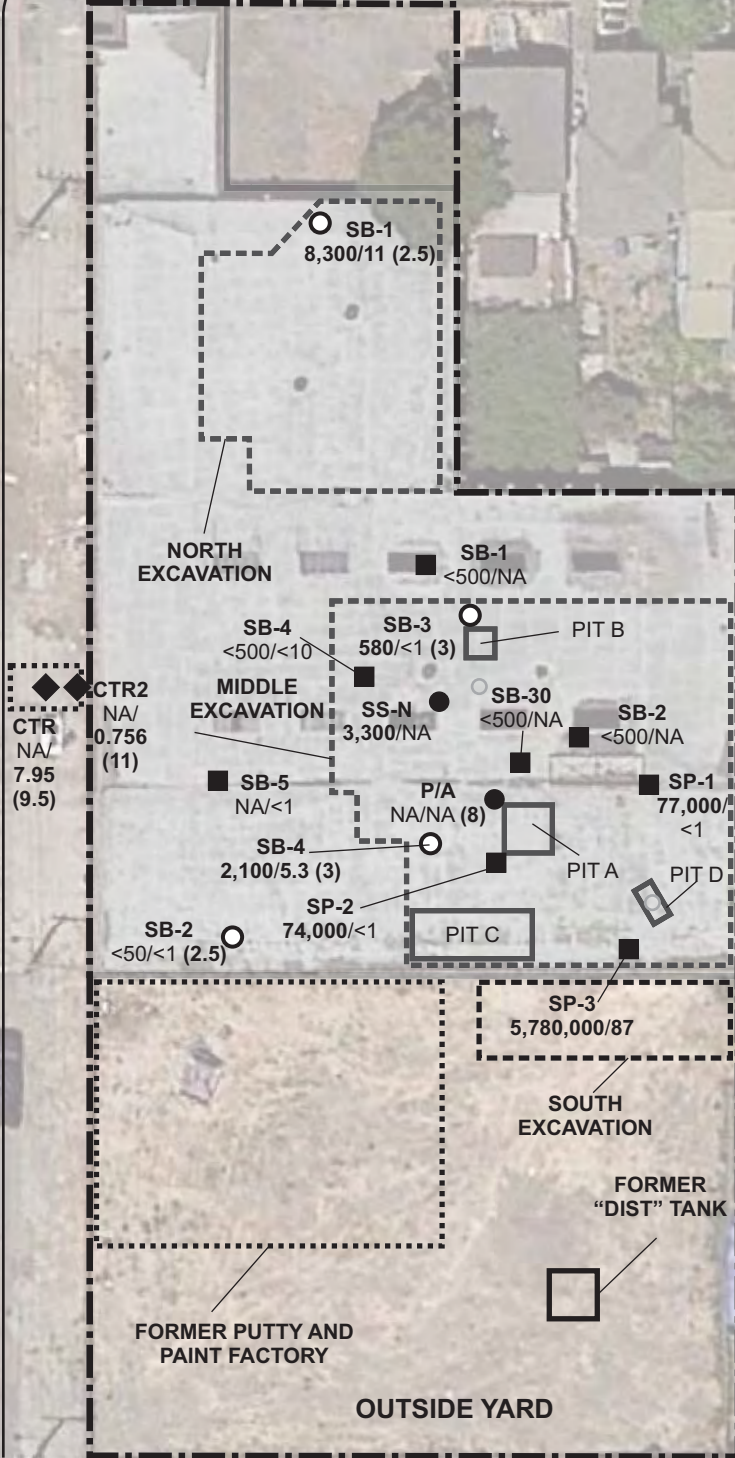 SB-1
8,300/11 (2.5)
NORTH
EXCAVATION
SB-1
<500/NA
SB-4
<500/<10
SB-3
580/<1 (3)
PIT B
MIDDLE
EXCAVATION
SS-N
3,300/NA
SB-30
<500/NA
SB-2
<500/NA
CTR2
NA/
0.756
(11)
CTR
NA/
7.95
(9.5)
SB-5
NA/<1
P/A
NA/NA (8)
SP-1
77,000/
<1
SB-4
2,100/5.3 (3)
PIT A
PIT D
SP-2
74,000/<1
SB-2
<50/<1 (2.5)
PIT C
SP-3
5,780,000/87
SOUTH
EXCAVATION
FORMER
“DIST” TANK
FORMER PUTTY AND
PAINT FACTORY
OUTSIDE YARD